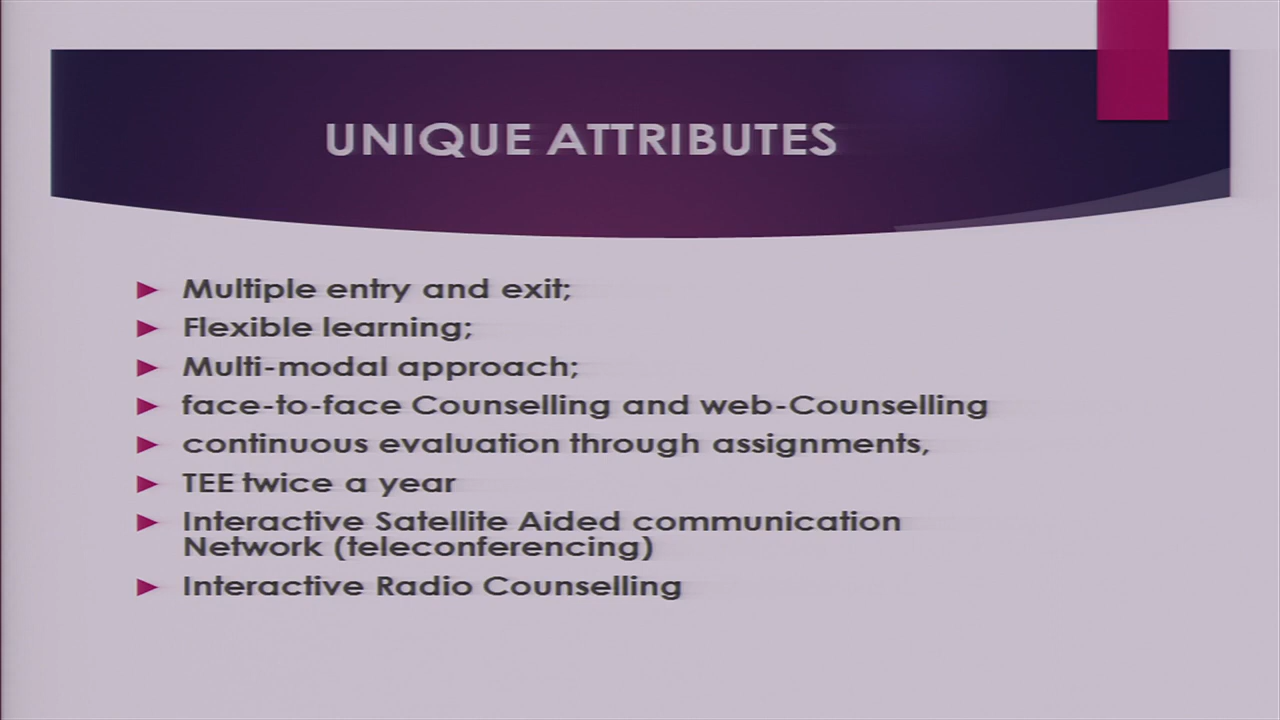 UNIQUE ATTRIBUTES
Multiple entry and exit;
Flexible learning;
Multi-modal approach;
face-to-face Counselling and web-Counselling
continuous evaluation through assignments,
TEE twice a year
Interactive Satellite Aided communication
Network (teleconferencing)
Interactive Radio Counselling